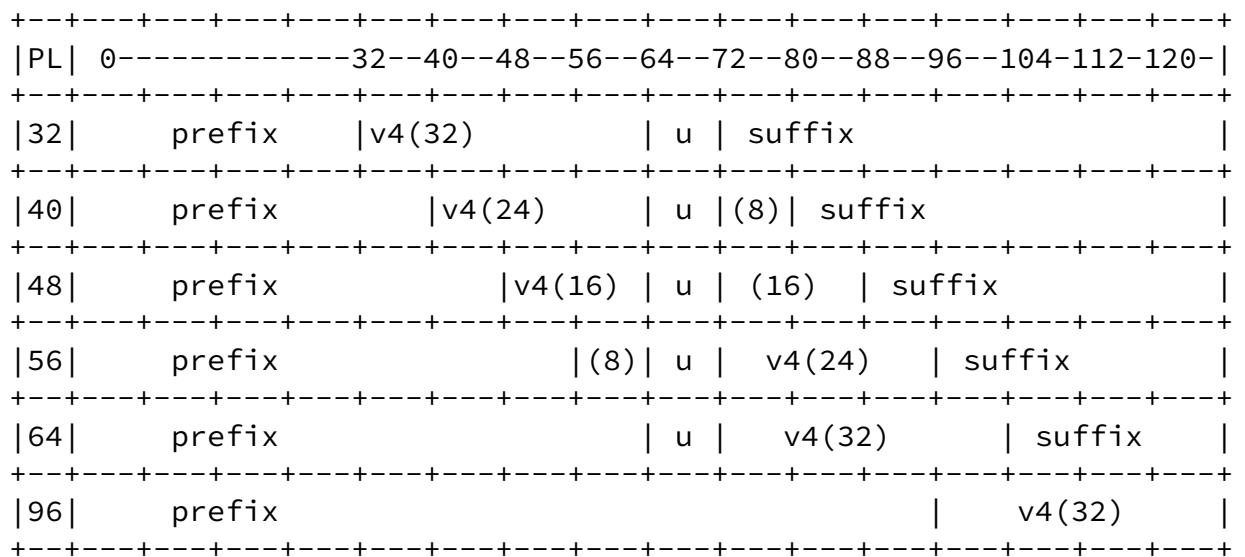 +--+---+---+---+---+---+---+---+---+---+---+---+---+---+---+---+---+
|PL| 0-------------32--40--48--56--64--72--80--88--96--104-112-120-|
+--+---+---+---+---+---+---+---+---+---+---+---+---+---+---+---+---+
|32|     prefix    |v4(32)         | u | suffix                    |
+--+---+---+---+---+---+---+---+---+---+---+---+---+---+---+---+---+
|40|     prefix        |v4(24)     | u |(8)| suffix                |
+--+---+---+---+---+---+---+---+---+---+---+---+---+---+---+---+---+
|48|     prefix            |v4(16) | u | (16)  | suffix            |
+--+---+---+---+---+---+---+---+---+---+---+---+---+---+---+---+---+
|56|     prefix                |(8)| u |  v4(24)   | suffix        |
+--+---+---+---+---+---+---+---+---+---+---+---+---+---+---+---+---+
|64|     prefix                    | u |   v4(32)      | suffix    |
+--+---+---+---+---+---+---+---+---+---+---+---+---+---+---+---+---+
|96|     prefix                                    |    v4(32)     |
+--+---+---+---+---+---+---+---+---+---+---+---+---+---+---+---+---+